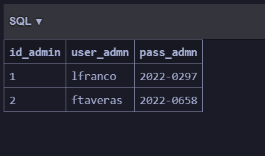 SQL ▼
id_admin user_admn pass_admn
1 lfranco 2022-0297
2 ftaveras 2022-0658